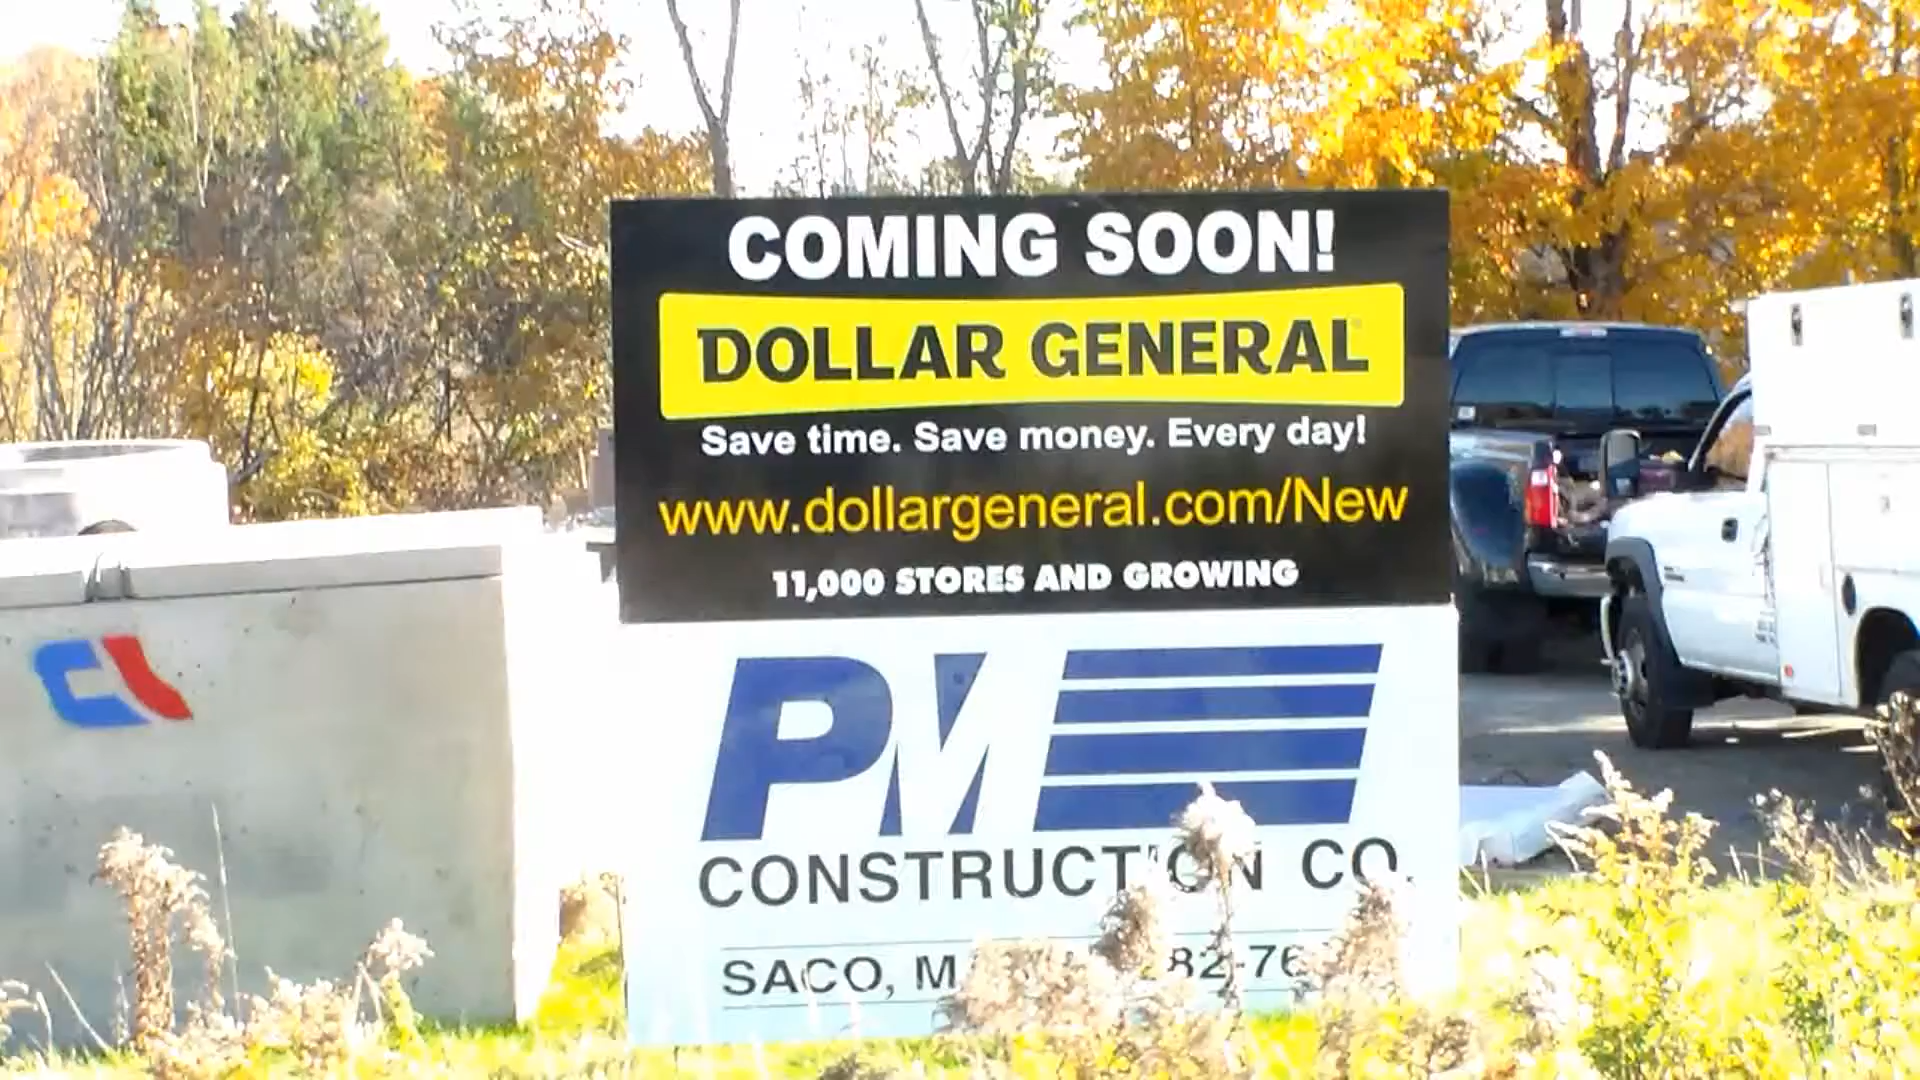 COMING SOON!
DOLLAR GENERAL
Save time. Save money. Every day!
www.dollargeneral.com/New
11,000 STORES AND GROWING
PM
CONSTRUCTION CO.
SACO,